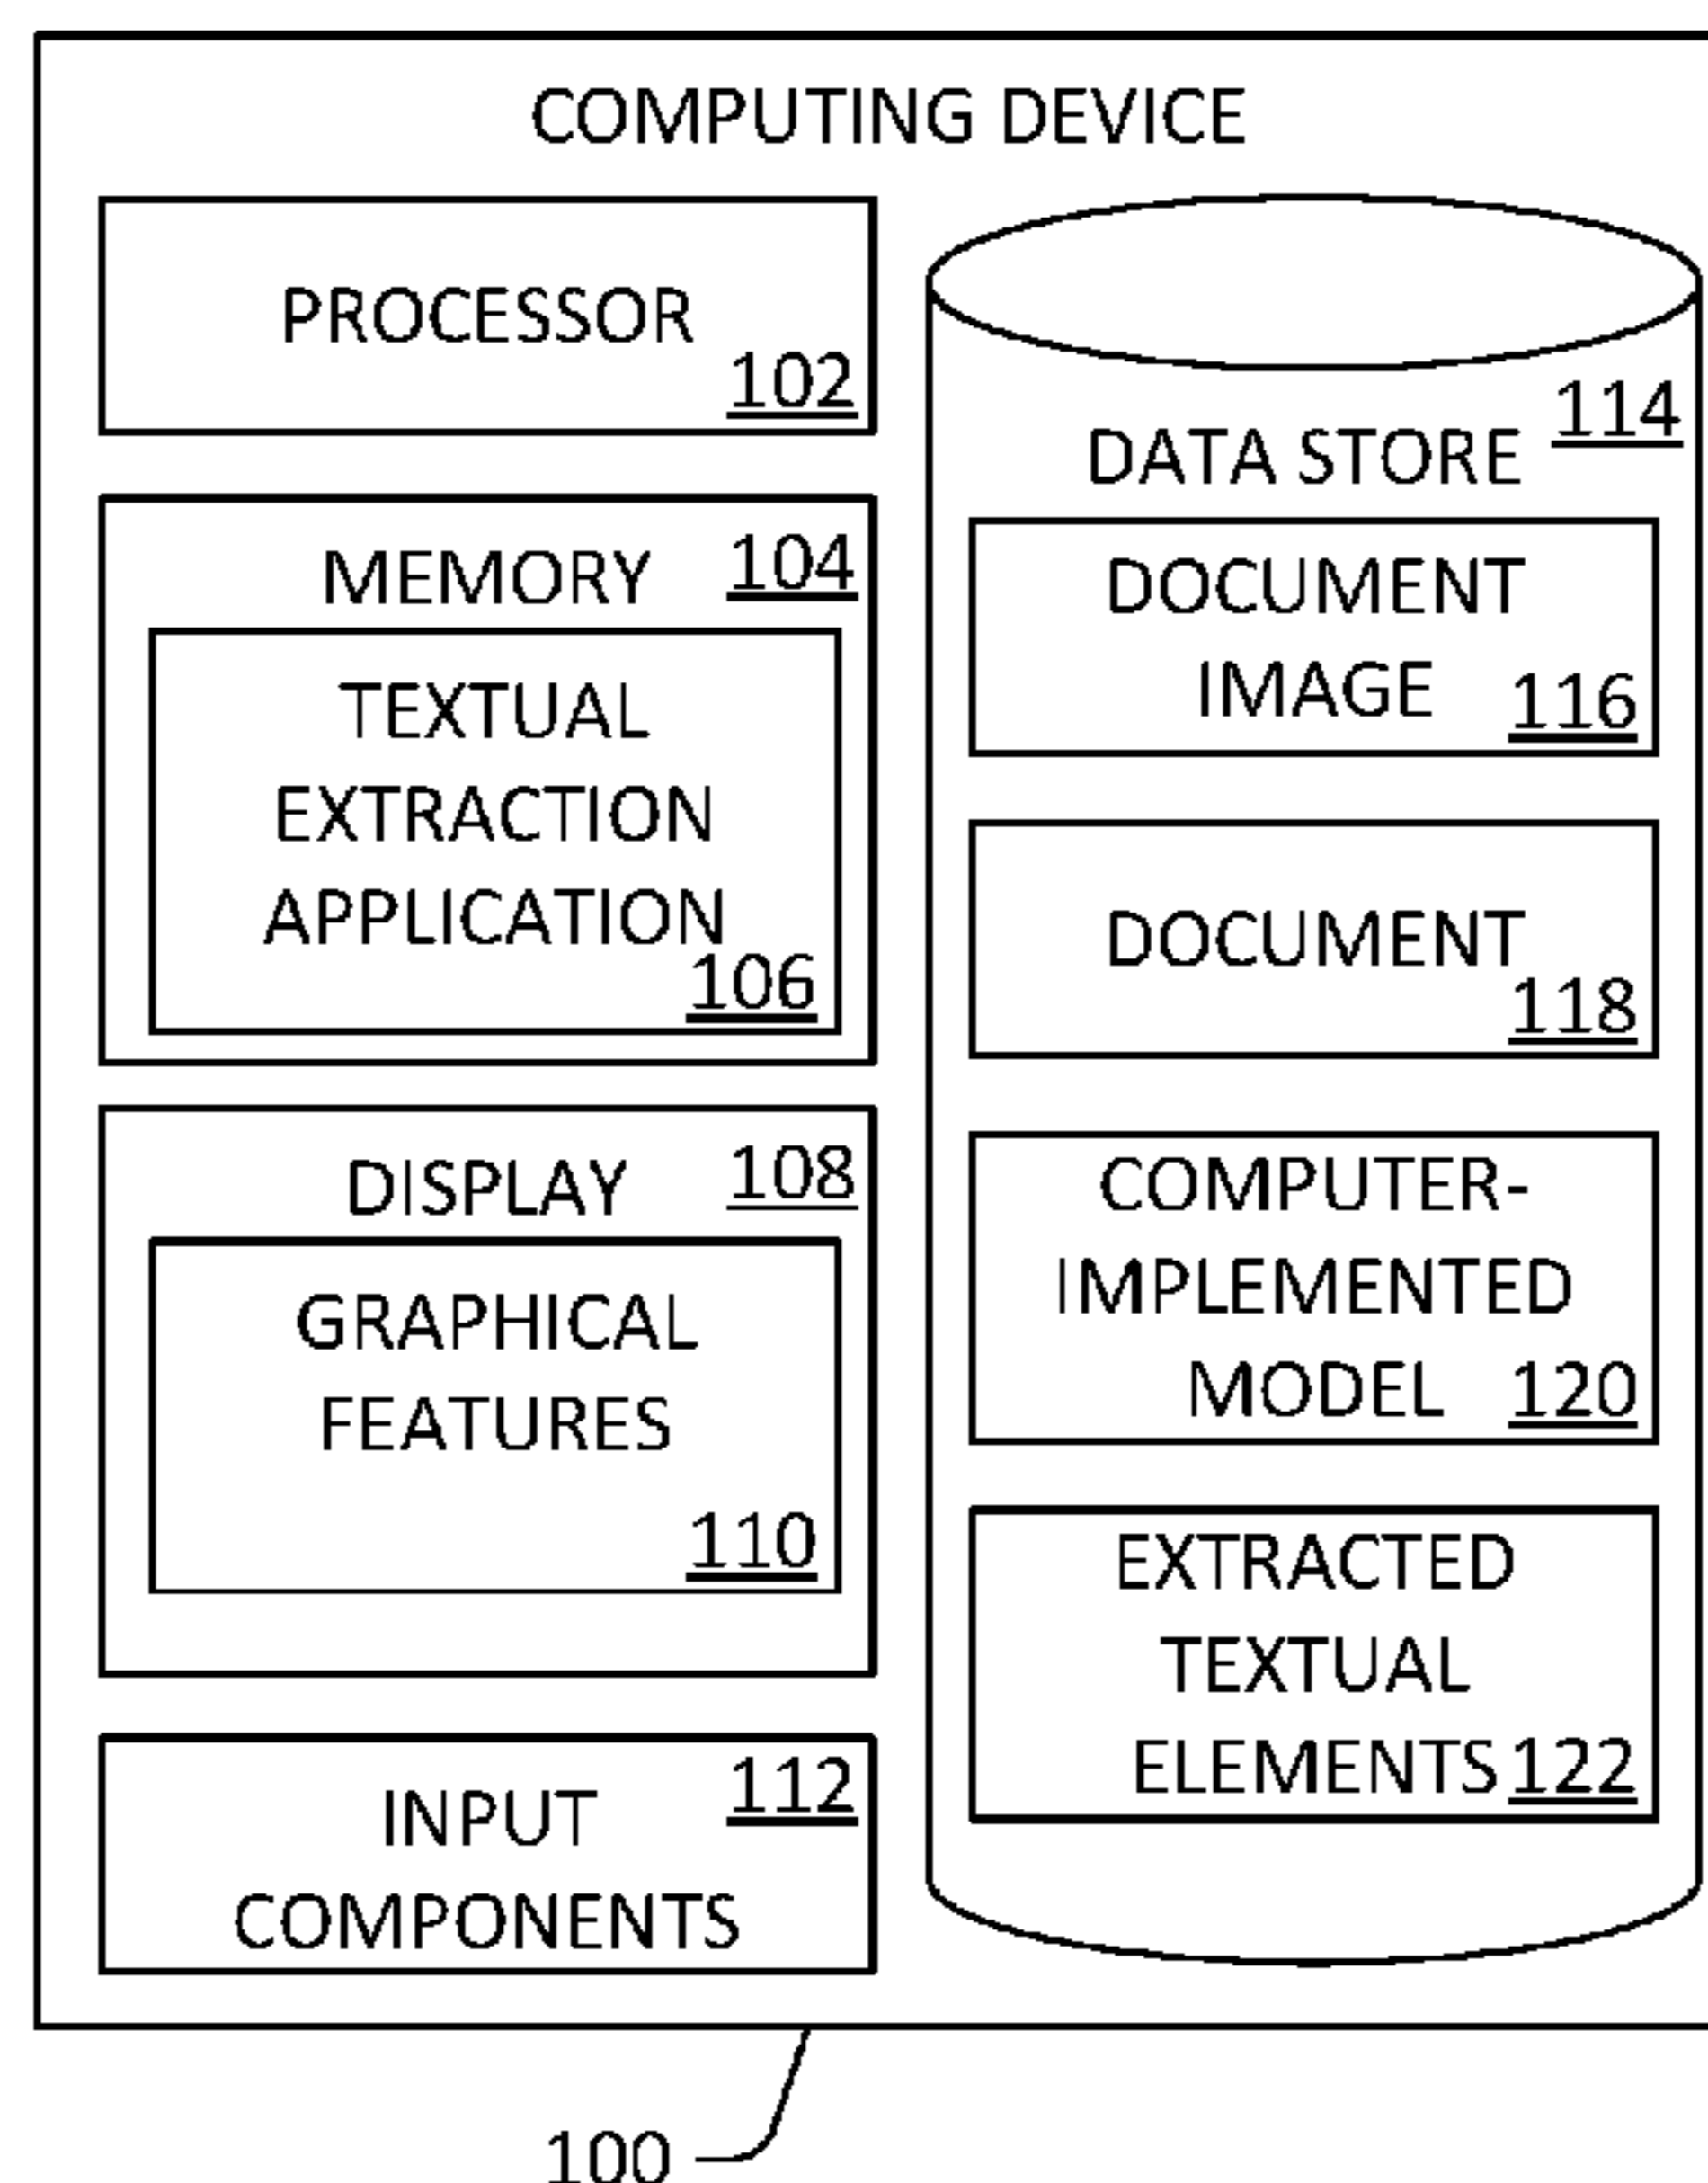 COMPUTING DEVICE
PROCESSOR
102
MEMORY 104
TEXTUAL
EXTRACTION
APPLICATION
106
DISPLAY 108
GRAPHICAL
FEATURES
110
INPUT 112
COMPONENTS
114
DATA STORE
DOCUMENT
IMAGE 116
DOCUMENT
118
COMPUTER-
IMPLEMENTED
MODEL 120
EXTRACTED
TEXTUAL
ELEMENTS 122
100